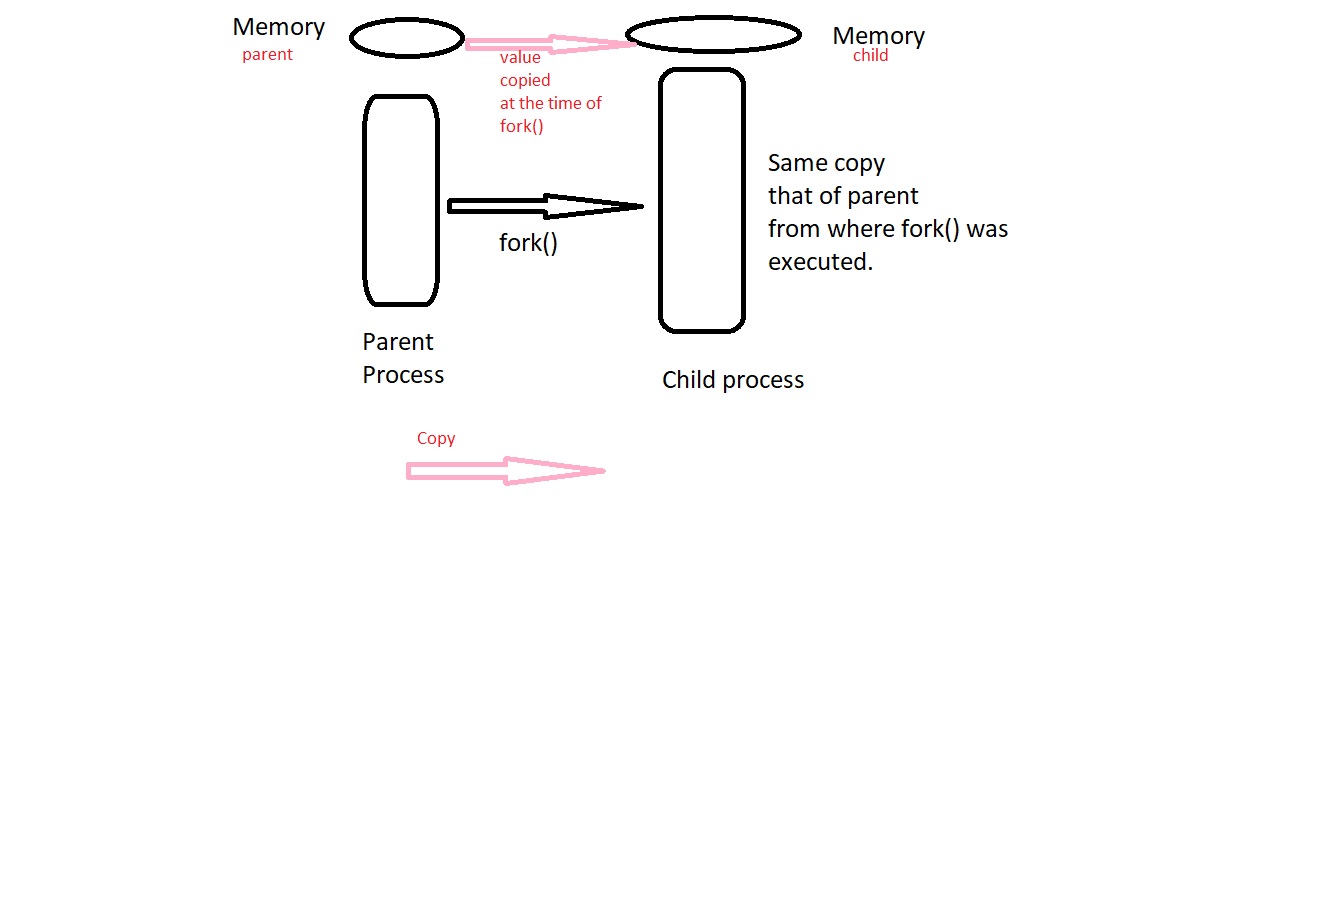 Memory
parent
value
copied
at the time of
fork()
Memory
child
Same copy
that of parent
from where fork() was
executed.
fork()
Parent
Process
Child process
Copy